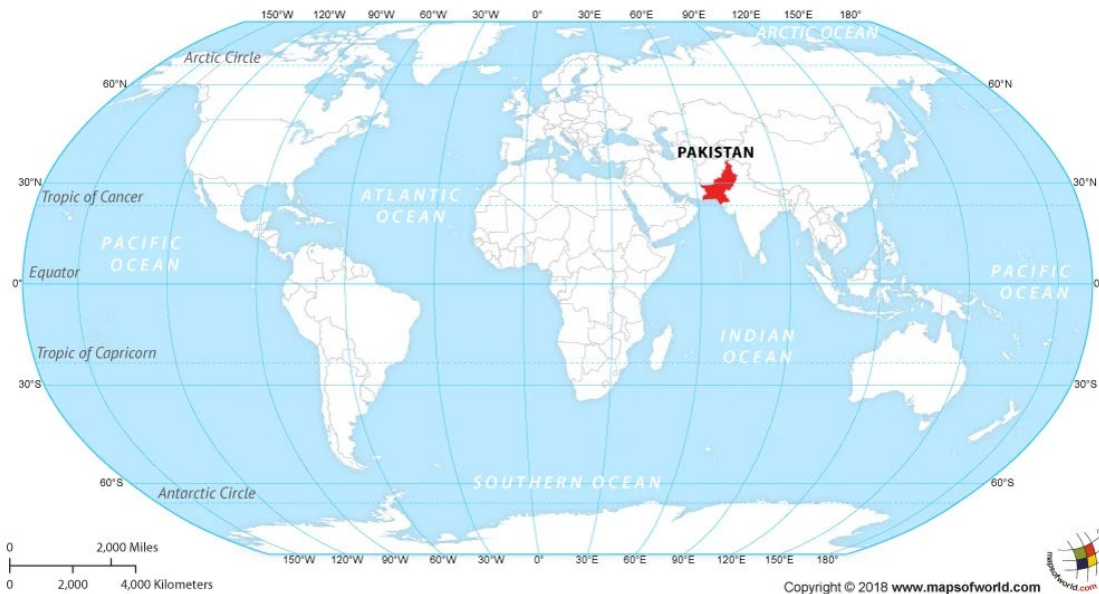 150°W 120°W 90°W 60°W 30°W 0° 30°E 60°E 90°E 120°E 150°E 180°
ARCTIC OCEAN
Arctic Circle
60°N 60°N
PAKISTAN
30°N 30°N
Tropic of Cancer
ATLANTIC
OCEAN
PACIFIC
OCEAN
Equator
PACIFIC
OCEAN
0° 0
INDIAN
OCEAN
Tropic of Capricorn
30°S 30°S
SOUTHERN OCEAN
60°S 60°S
Antarctic Circle
150°W 120°W 90°W 60°W 30°W 0° 30°E 60°E 90°E 120°E 150°E 180°
0 2,000 Miles
0 2,000 4,000 Kilometers
Copyright © 2018 www.mapsofworld.com
mapsofworld.com